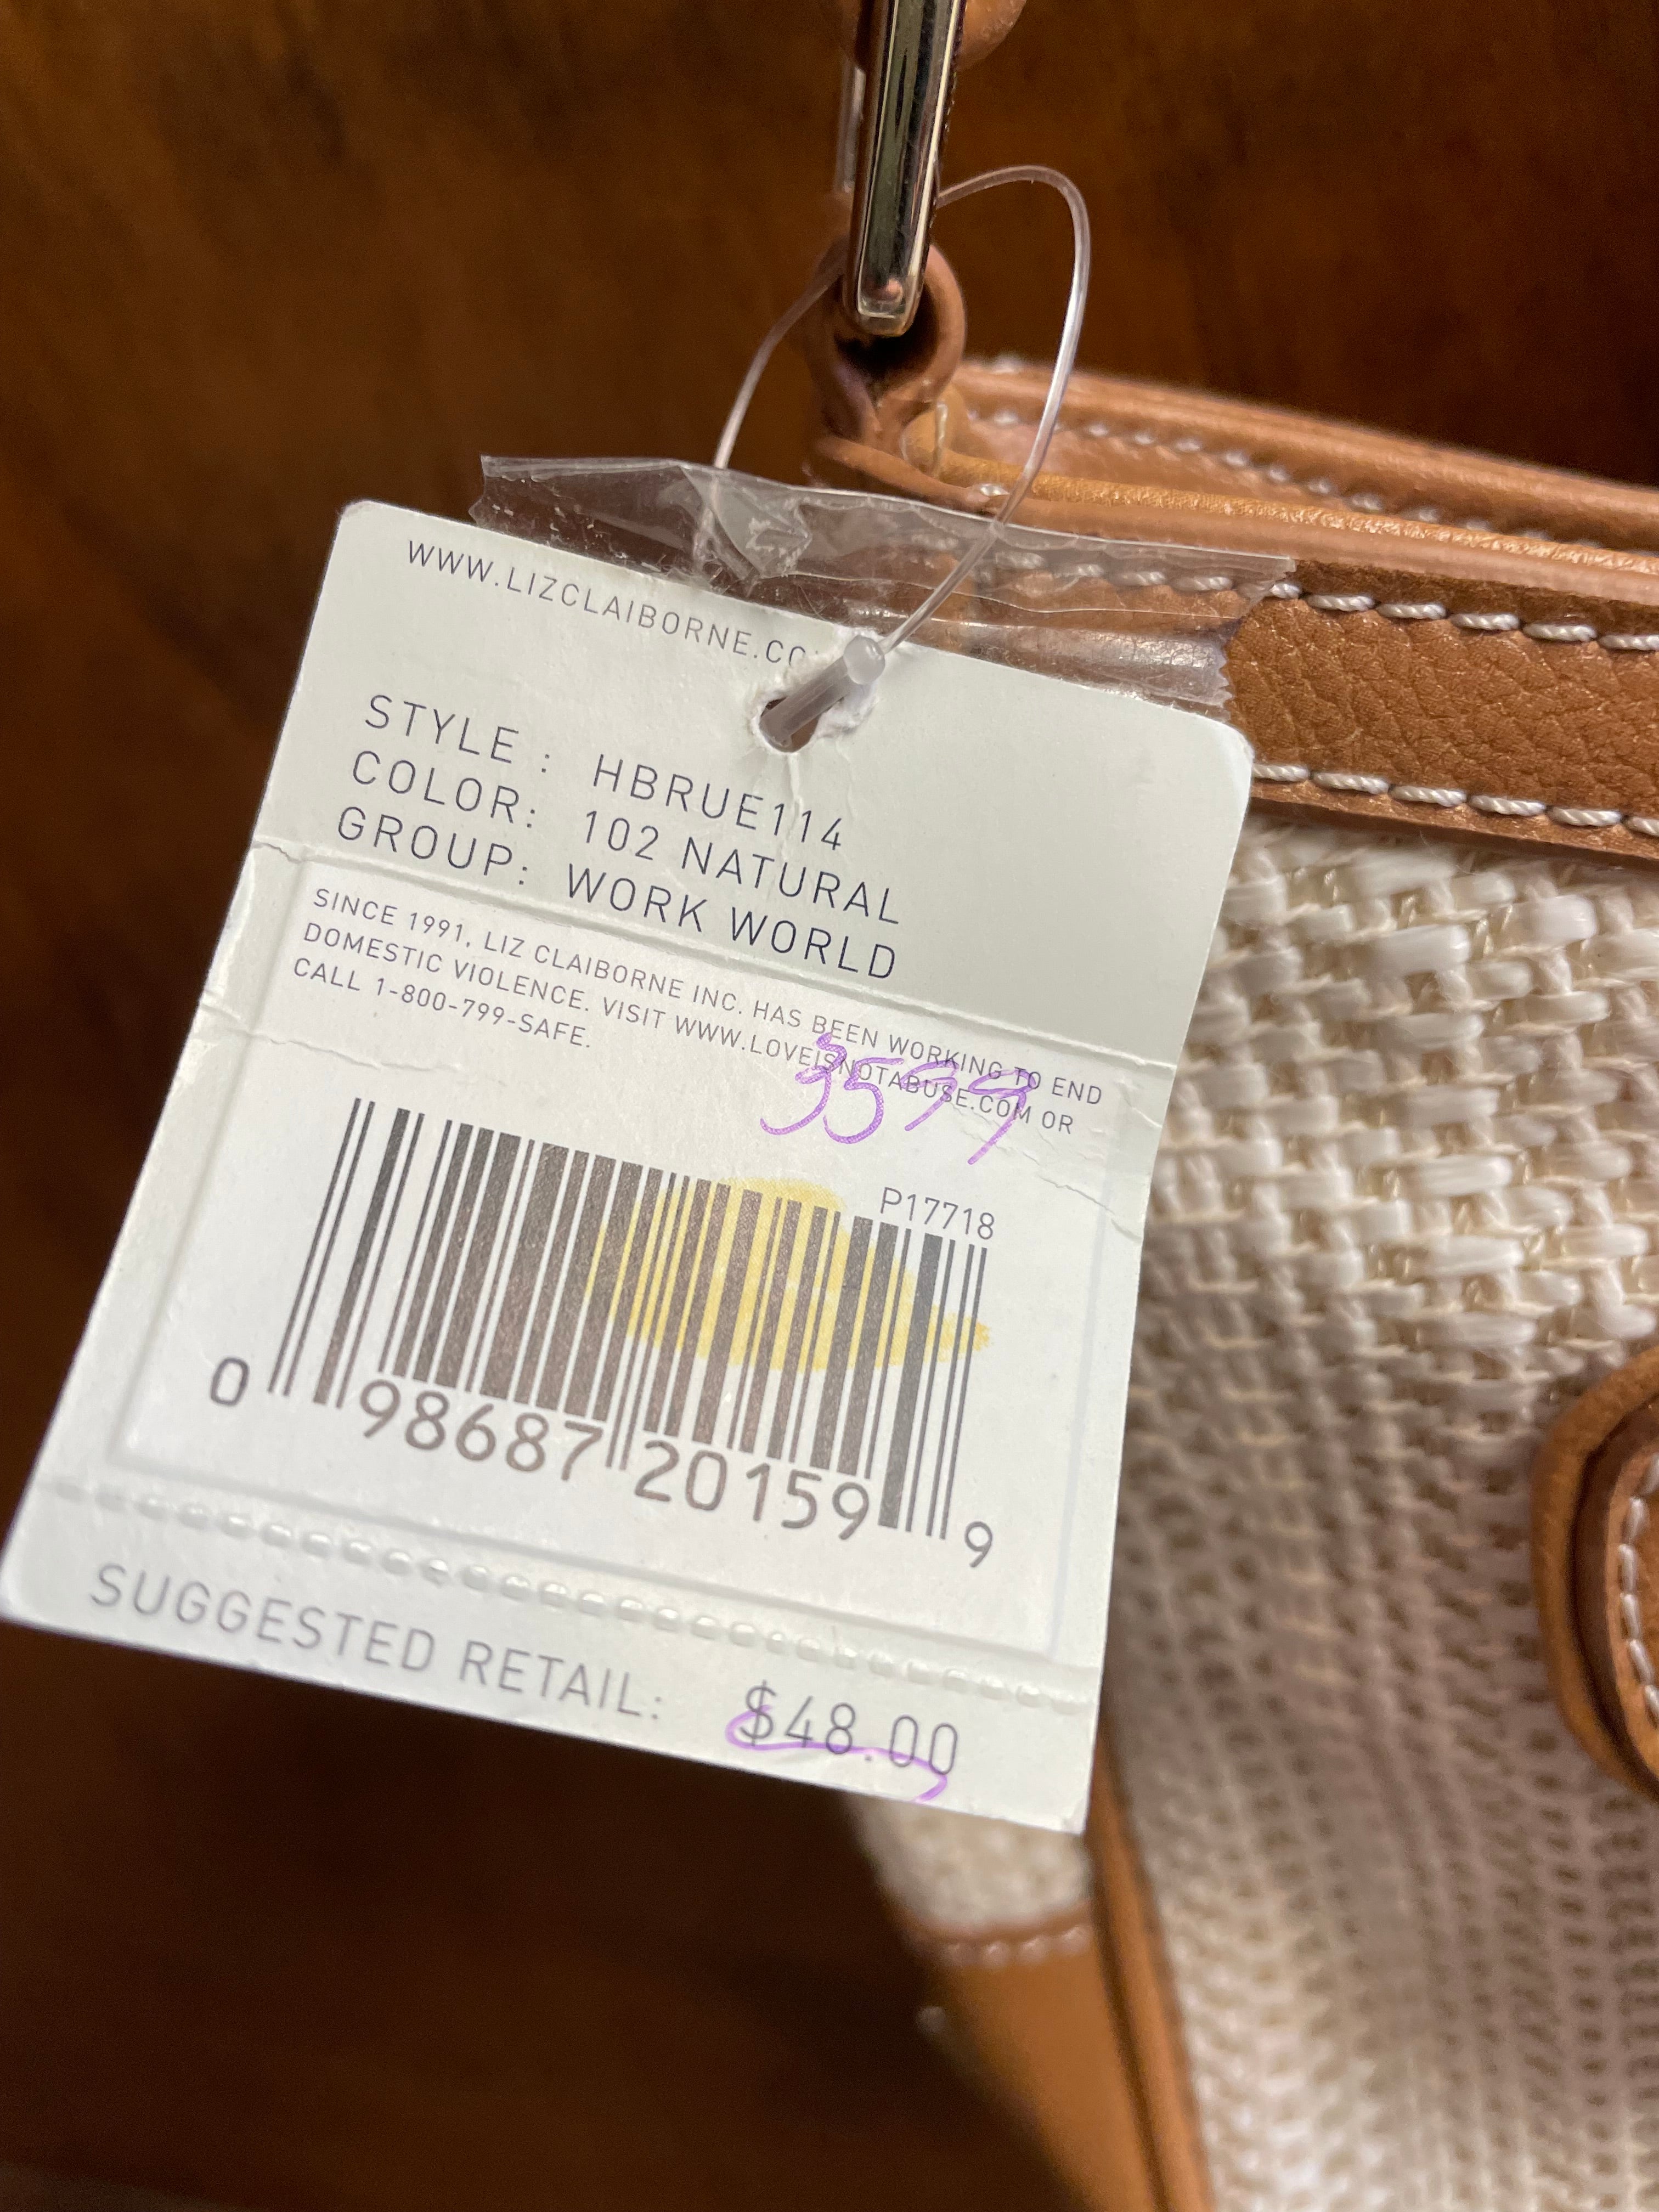 WWW.LIZCLAIBORNE.CO
STYLE : HBRUE114
COLOR: 102 NATURAL
GROUP: WORK WORLD
SINCE 1991, LIZ CLAIBORNE INC. HAS BEEN WORKING TO END
DOMESTIC VIOLENCE. VISIT WWW.LOVEISNOTABUSE.COM OR
CALL 1-800-799-SAFE.
3599
P17718
0 98687 20159 9
SUGGESTED RETAIL: $48.00